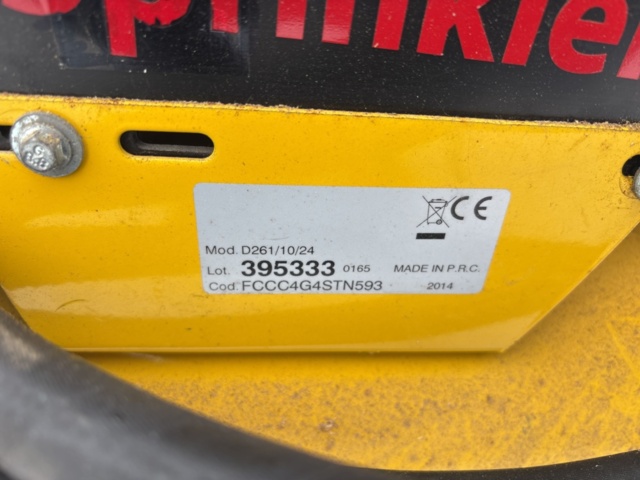 Sprinkler
Mod. D261/10/24
Lot. 395333 0165 MADE IN P.R.C.
Cod. FCCC4G4STN593 2014
CE